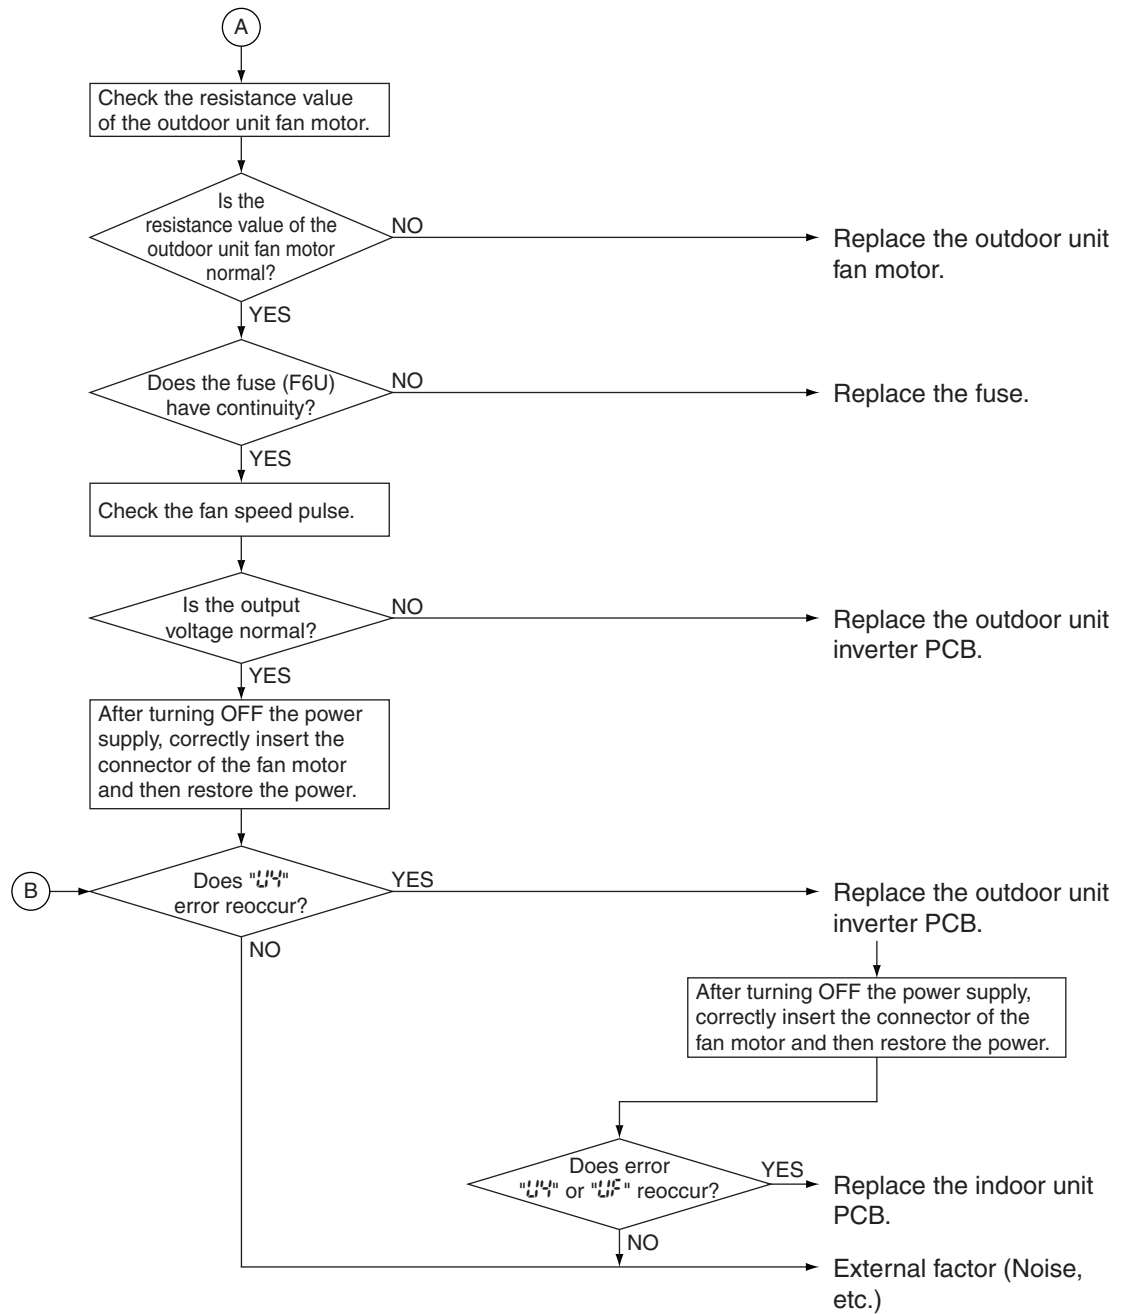 A
Check the resistance value
of the outdoor unit fan motor.
Is the
resistance value of the
outdoor unit fan motor
normal?
NO
Replace the outdoor unit
fan motor.
YES
Does the fuse (F6U)
have continuity?
NO
Replace the fuse.
YES
Check the fan speed pulse.
Is the output
voltage normal?
NO
Replace the outdoor unit
inverter PCB.
YES
After turning OFF the power
supply, correctly insert the
connector of the fan motor
and then restore the power.
B
Does "U4"
error reoccur?
YES
Replace the outdoor unit
inverter PCB.
NO
After turning OFF the power supply,
correctly insert the connector of the
fan motor and then restore the power.
Does error
"U4" or "UF" reoccur?
YES
Replace the indoor unit
PCB.
NO
External factor (Noise,
etc.)